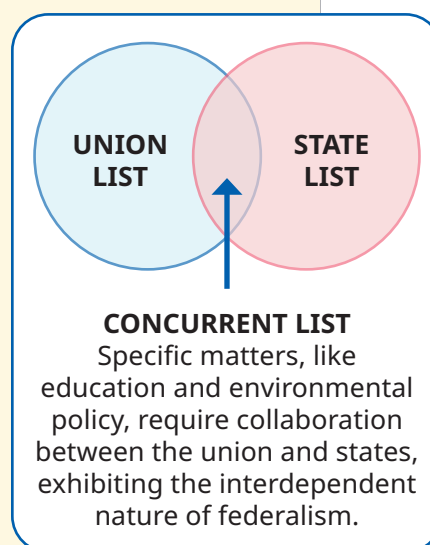 UNION
LIST
STATE
LIST
CONCURRENT LIST
Specific matters, like
education and environmental
policy, require collaboration
between the union and states,
exhibiting the interdependent
nature of federalism.